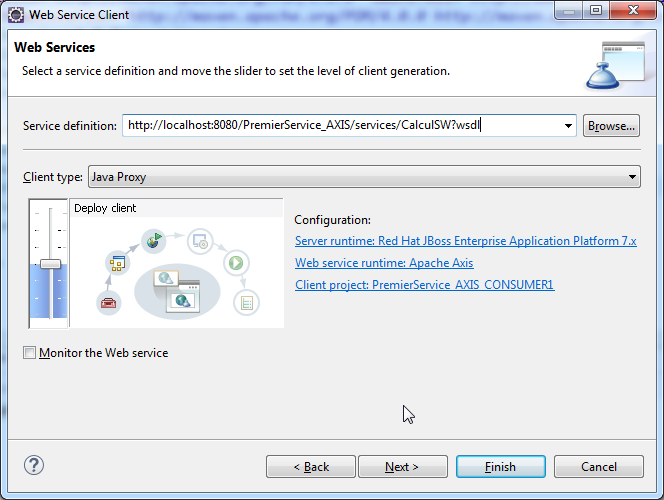 Web Service Client
Web Services
Select a service definition and move the slider to set the level of client generation.
Service definition:
http://localhost:8080/PremierService_AXIS/services/CalculSW?wsdl
Browse...
Client type:
Java Proxy
Deploy client
Configuration:
Server runtime: Red Hat JBoss Enterprise Application Platform 7.x
Web service runtime: Apache Axis
Client project: PremierService_AXIS_CONSUMER1
Monitor the Web service
?
< Back
Next >
Finish
Cancel